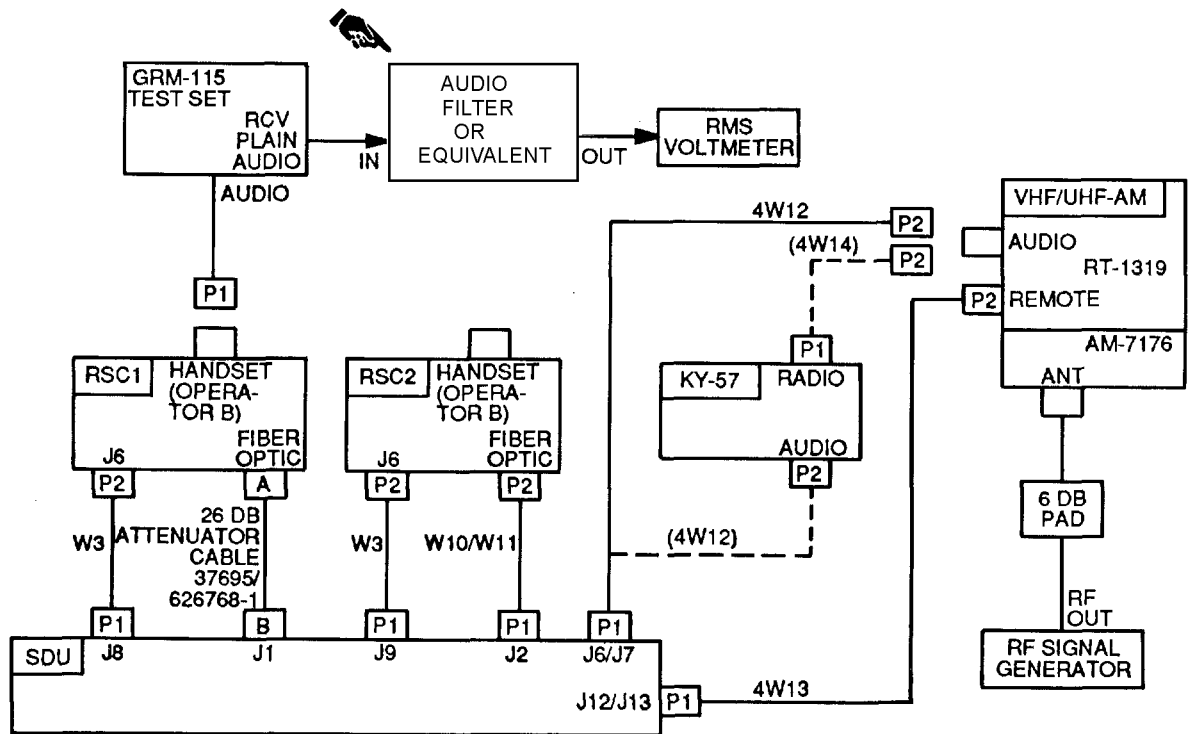 GRM-115
TEST SET
RCV
PLAIN
AUDIO
IN
AUDIO
FILTER
OR
EQUIVALENT
OUT
RMS
VOLTMETER
AUDIO
P1
4W12
P2
(4W14)
P2
VHF/UHF-AM
AUDIO
RT-1319
P2
REMOTE
AM-7176
ANT
RSC1
HANDSET
(OPERA-
TOR B)
FIBER
OPTIC
J6
P2
A
RSC2
HANDSET
(OPERA-
TOR B)
FIBER
OPTIC
J6
P2
P2
P1
KY-57
RADIO
AUDIO
P2
6 DB
PAD
W3
26 DB
ATTENUATOR
CABLE
37695/
626768-1
W3
W10/W11
(4W12)
RF
OUT
RF SIGNAL
GENERATOR
P1
B
P1
P1
P1
SDU
J8
J1
J9
J2
J6/J7
J12/J13
P1
4W13